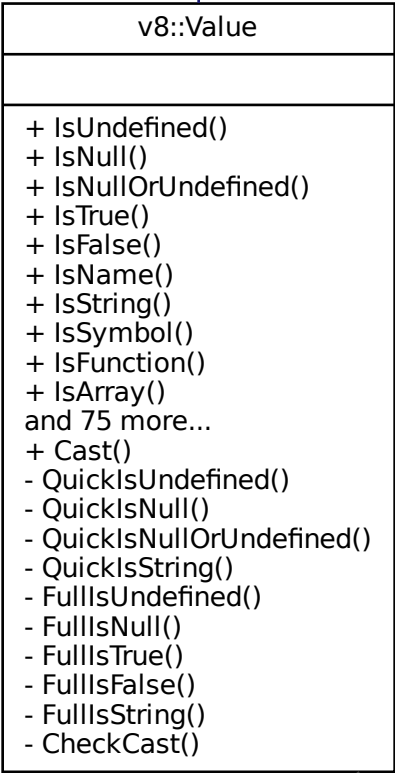 v8::Value
+ IsUndefined()
+ IsNull()
+ IsNullOrUndefined()
+ IsTrue()
+ IsFalse()
+ IsName()
+ IsString()
+ IsSymbol()
+ IsFunction()
+ IsArray()
and 75 more...
+ Cast()
- QuickIsUndefined()
- QuickIsNull()
- QuickIsNullOrUndefined()
- QuickIsString()
- FullIsUndefined()
- FullIsNull()
- FullIsTrue()
- FullIsFalse()
- FullIsString()
- CheckCast()